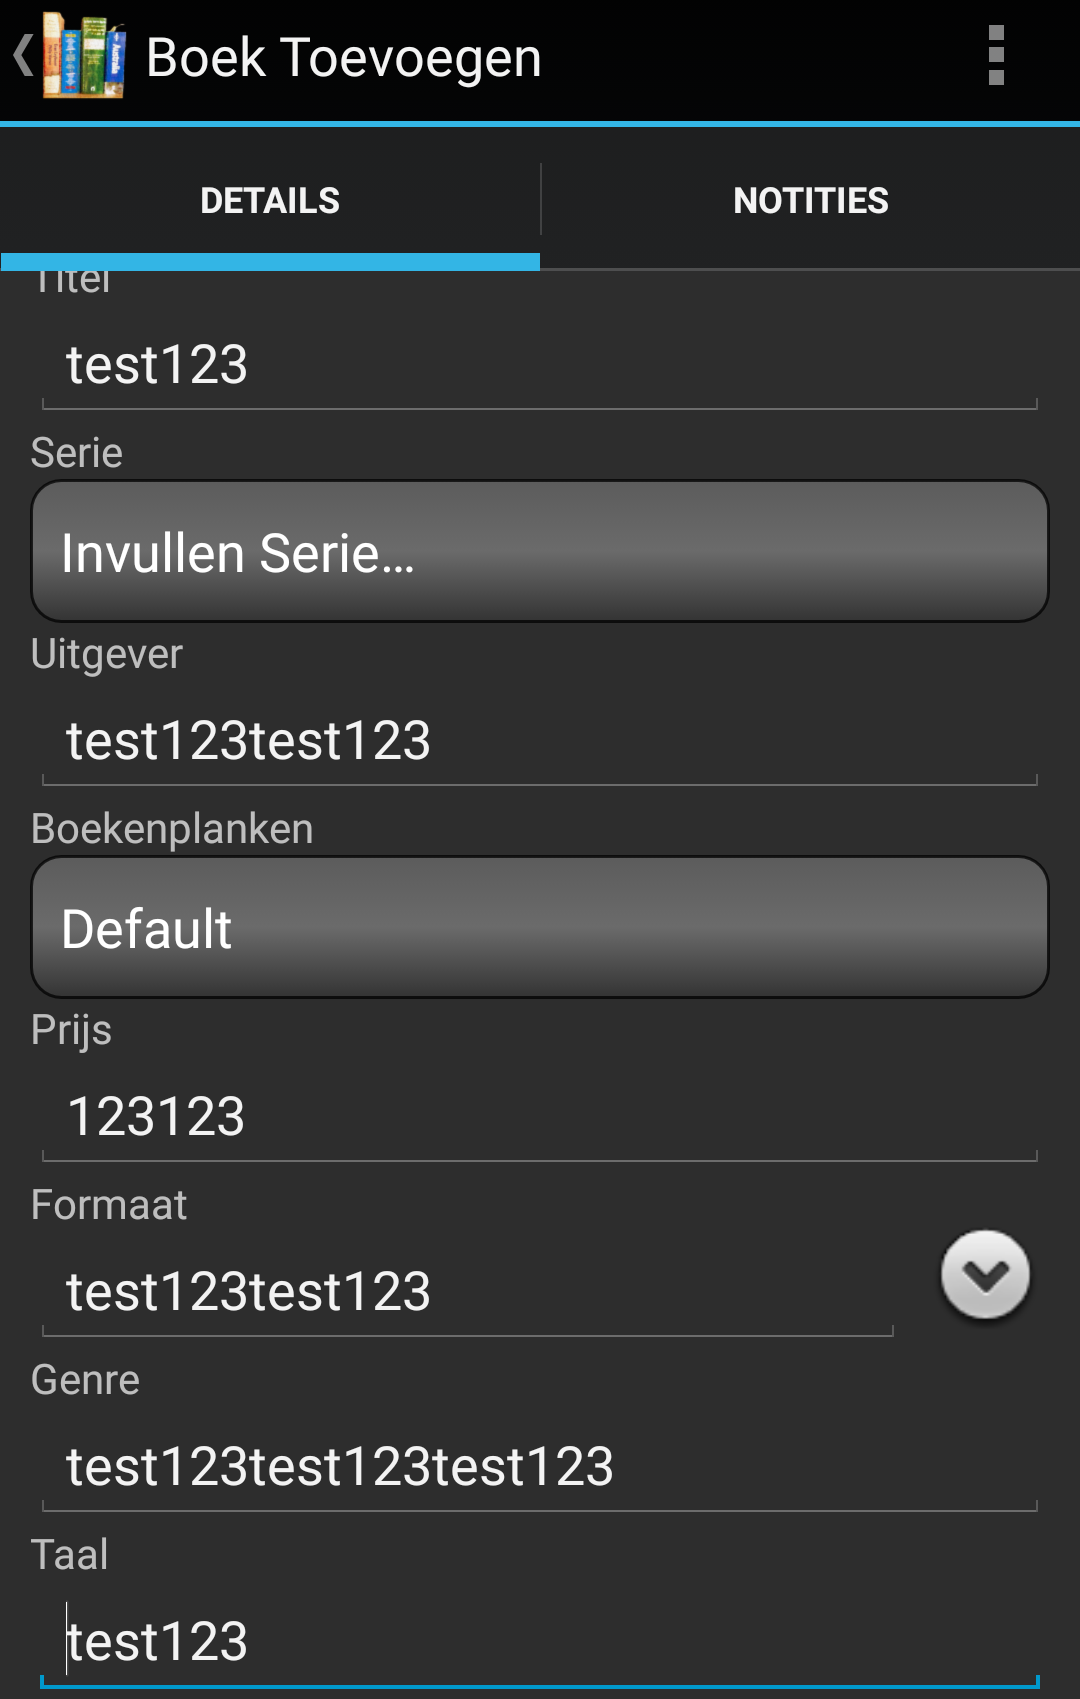 Boek Toevoegen
DETAILS
NOTITIES
Titel
test123
Serie
Invullen Serie...
Uitgever
test123test123
Boekenplanken
Default
Prijs
123123
Formaat
test123test123
Genre
test123test123test123
Taal
test123